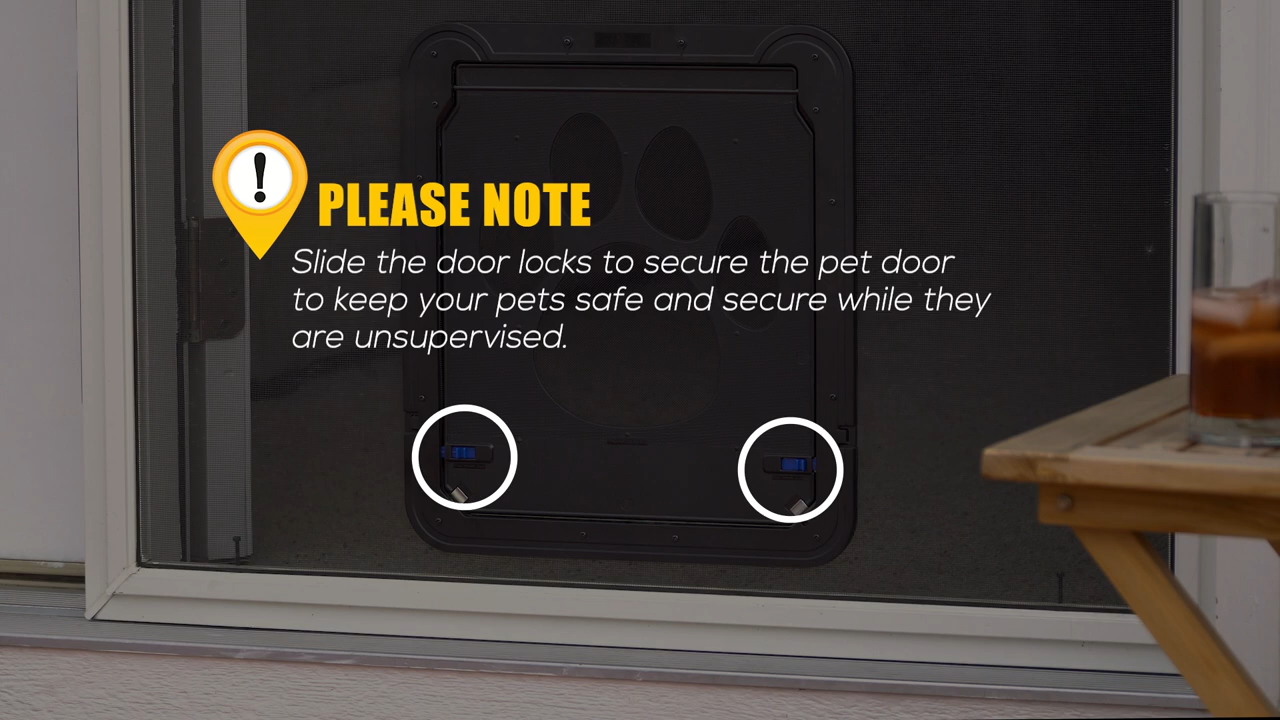 PLEASE NOTE
Slide the door locks to secure the pet door
to keep your pets safe and secure while they
are unsupervised.